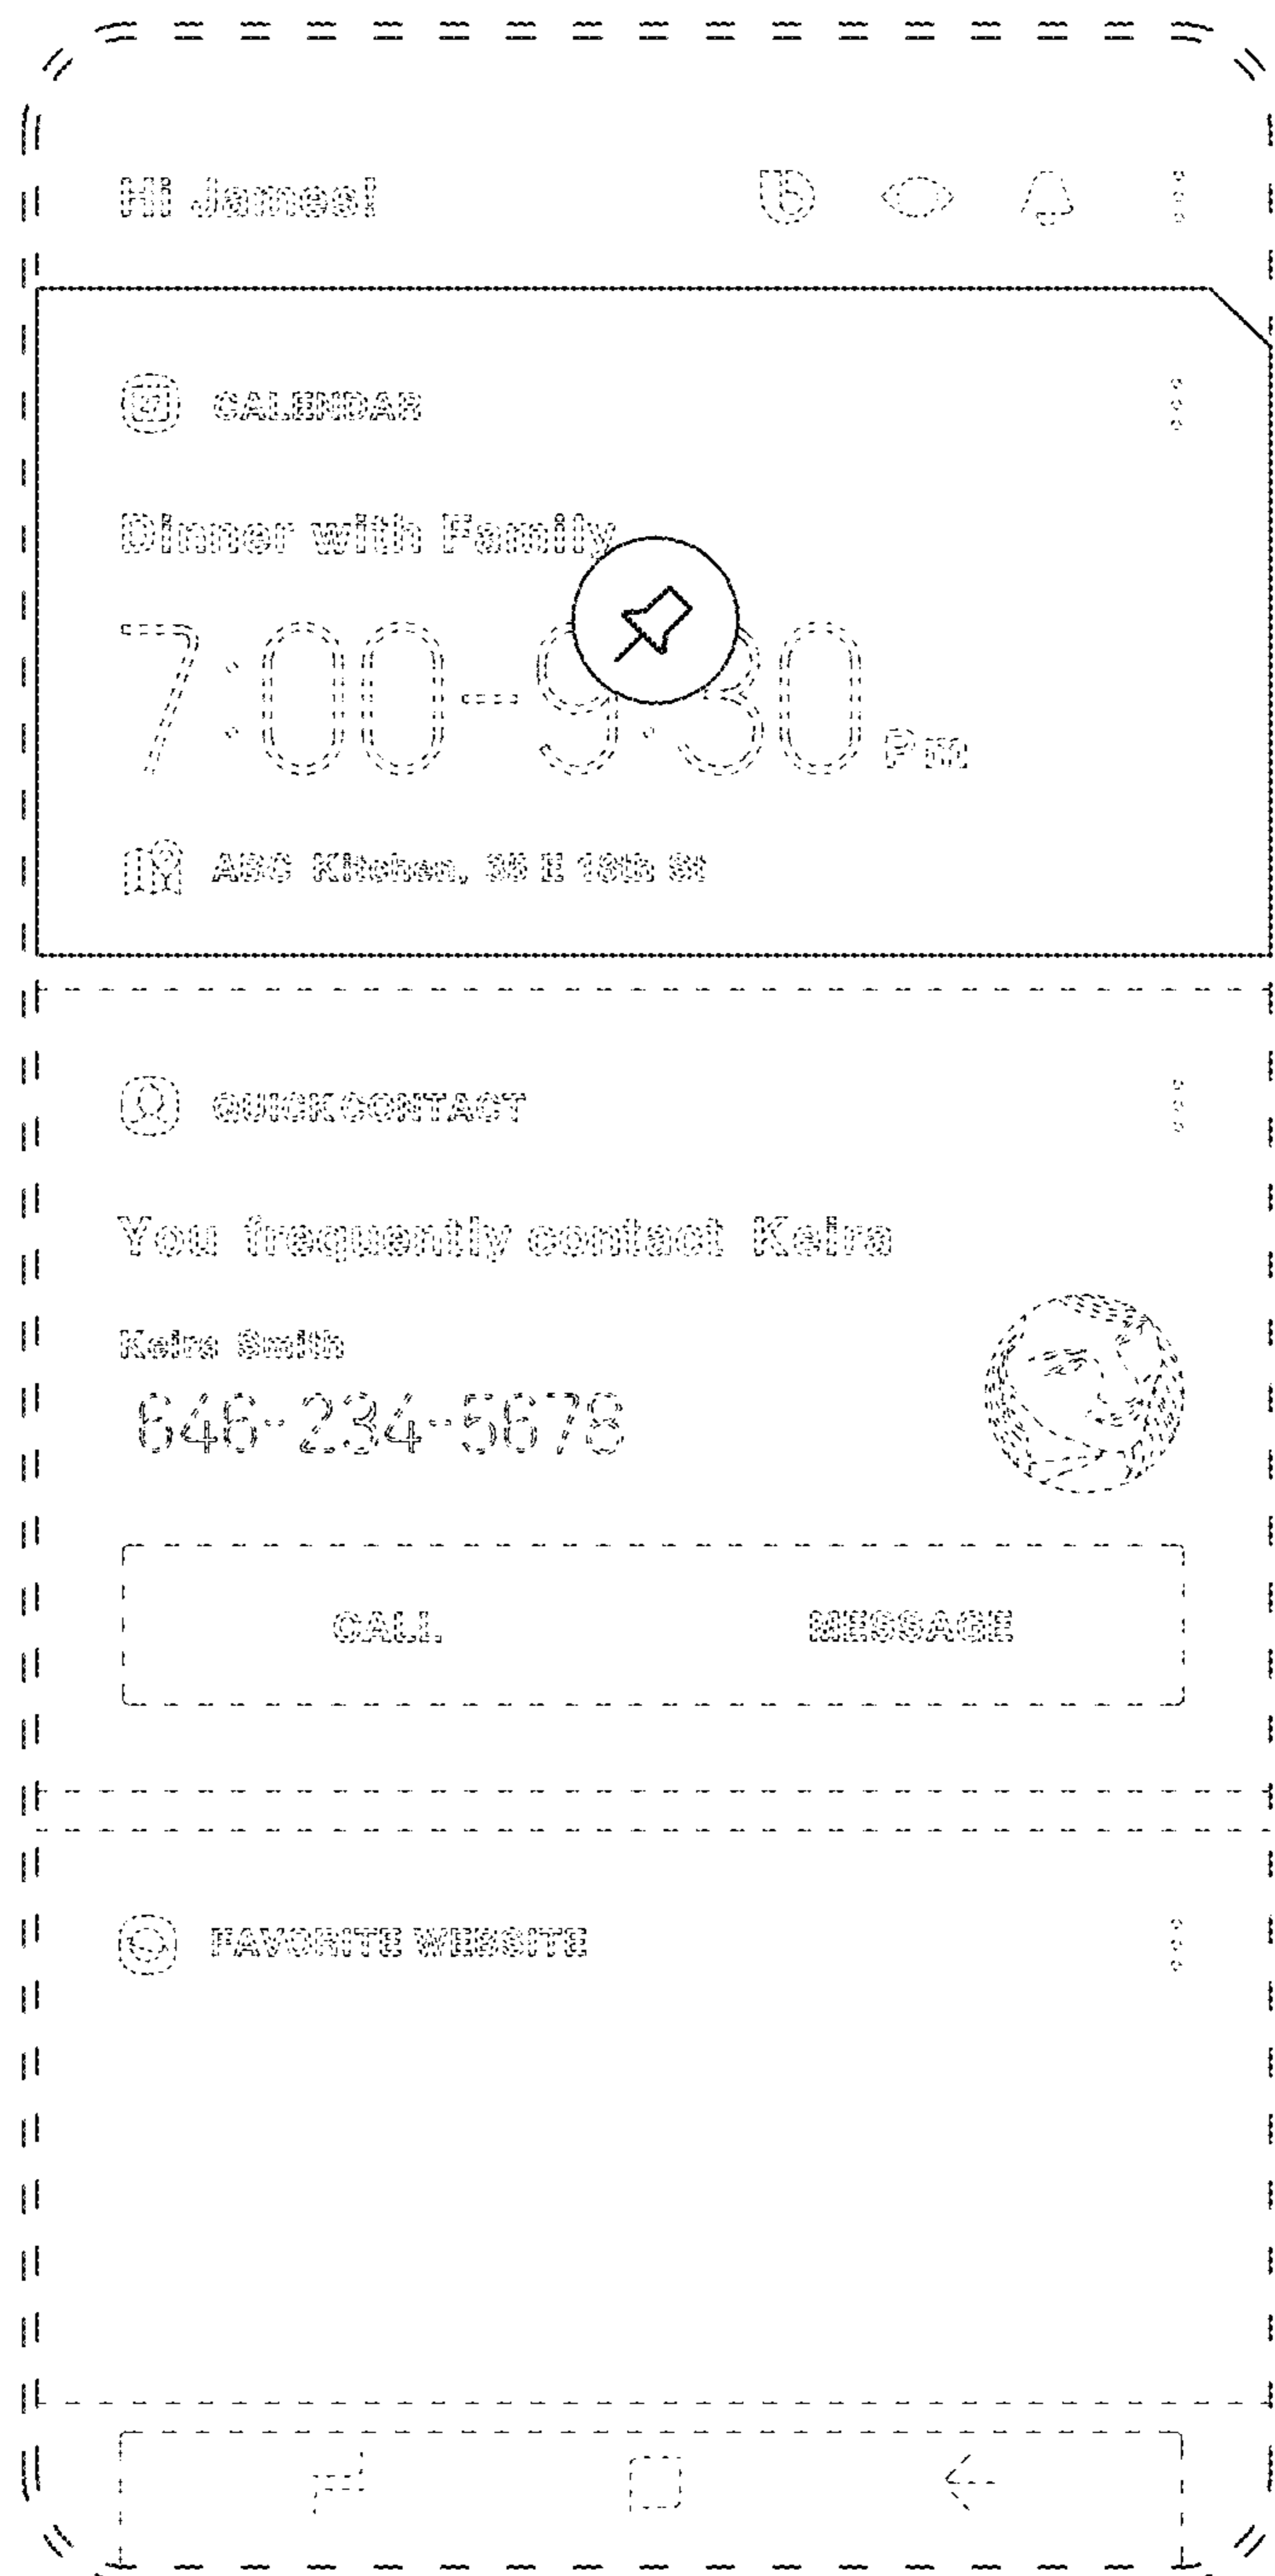 Hi James!
CALENDAR
Dinner with Family
7:00-9:30 Pm
ABC Kitchen, 35 E 18th St
QUICK CONTACT
You frequently contact Keira
Keira Smith
646-234-5678
CALL MESSAGE
FAVORITE WEBSITE